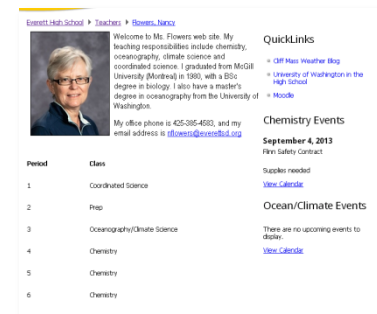 Everett High School ▶ Teachers ▶ Flowers, Nancy
Welcome to Ms. Flowers web site. My
teaching responsibilities include chemistry,
oceanography, climate science and
coordinated science. I graduated from McGill
University (Montreal) in 1980, with a BSc
degree in biology. I also have a master's
degree in oceanography from the University of
Washington.
My office phone is 425-385-4583, and my
email address is nflowers@everettsd.org
Period Class
1 Coordinated Science
2 Prep
3 Oceanography/Climate Science
4 Chemistry
5 Chemistry
6 Chemistry
QuickLinks
Cliff Mass Weather Blog
University of Washington in the
High School
Moodle
Chemistry Events
September 4, 2013
Flinn Safety Contract
Supplies needed
View Calendar
Ocean/Climate Events
There are no upcoming events to
display.
View Calendar